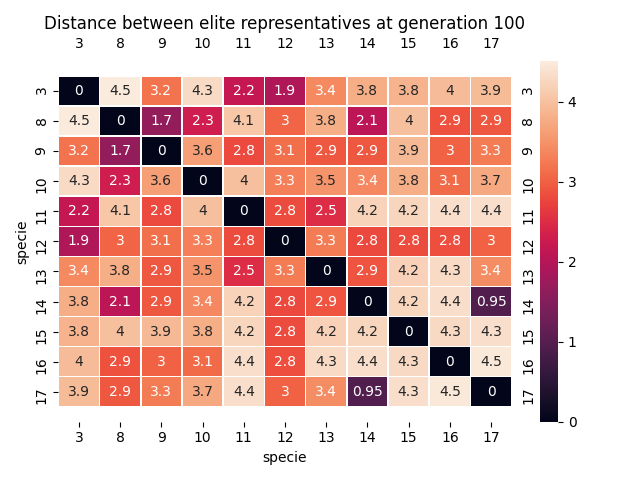 Distance between elite representatives at generation 100
3 8 9 10 11 12 13 14 15 16 17
3 0 4.5 3.2 4.3 2.2 1.9 3.4 3.8 3.8 4 3.9 3
8 4.5 0 1.7 2.3 4.1 3 3.8 2.1 4 2.9 2.9 8
9 3.2 1.7 0 3.6 2.8 3.1 2.9 2.9 3.9 3 3.3 9
10 4.3 2.3 3.6 0 4 3.3 3.5 3.4 3.8 3.1 3.7 10
11 2.2 4.1 2.8 4 0 2.8 2.5 4.2 4.2 4.4 4.4 11
12 1.9 3 3.1 3.3 2.8 0 3.3 2.8 2.8 2.8 3 12
13 3.4 3.8 2.9 3.5 2.5 3.3 0 2.9 4.2 4.3 3.4 13
14 3.8 2.1 2.9 3.4 4.2 2.8 2.9 0 4.2 4.4 0.95 14
15 3.8 4 3.9 3.8 4.2 2.8 4.2 4.2 0 4.3 4.3 15
16 4 2.9 3 3.1 4.4 2.8 4.3 4.4 4.3 0 4.5 16
17 3.9 2.9 3.3 3.7 4.4 3 3.4 0.95 4.3 4.5 0 17
3 8 9 10 11 12 13 14 15 16 17
specie
specie
4
3
2
1
0